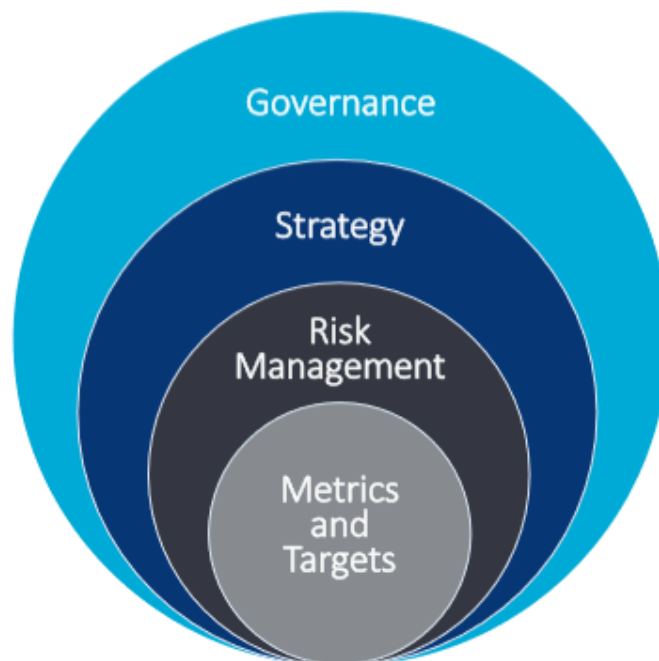 Governance
Strategy
Risk
Management
Metrics
and
Targets